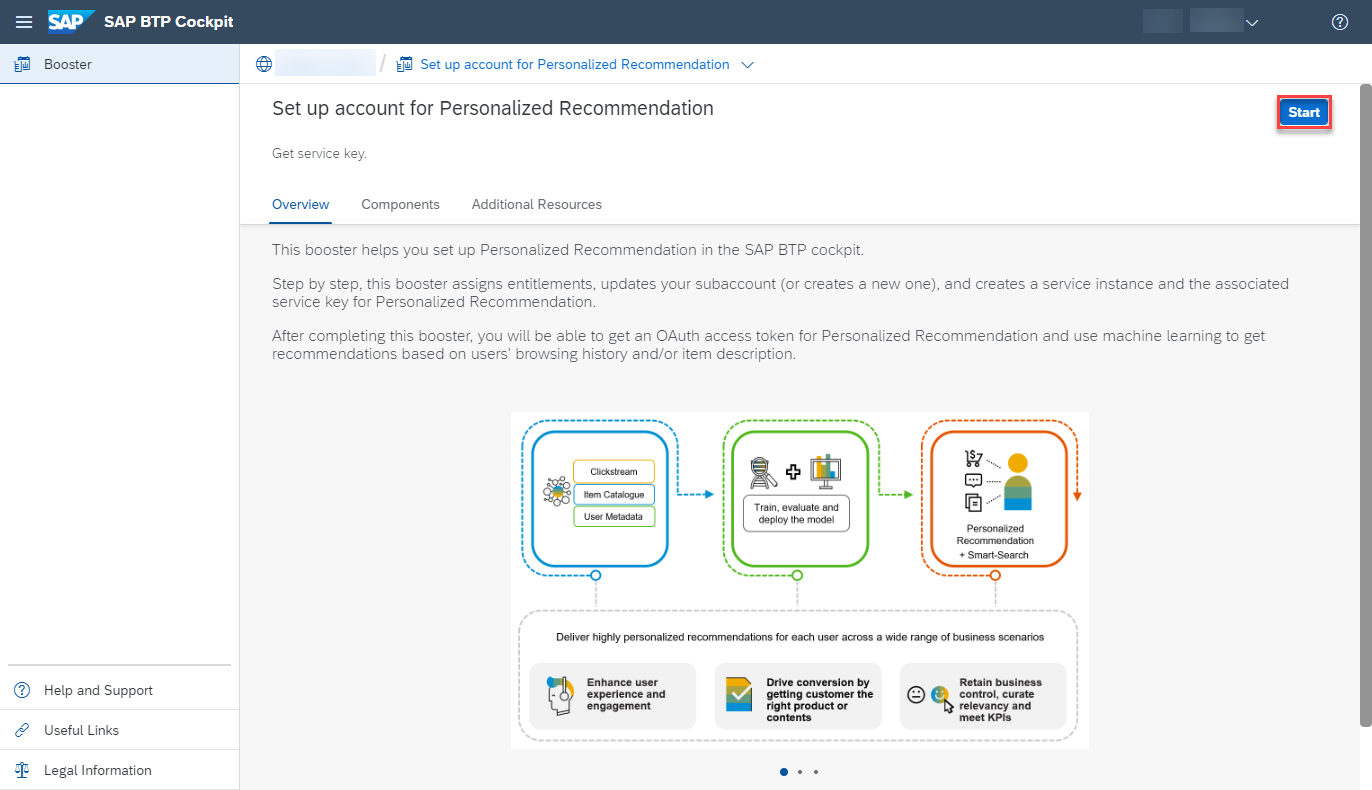 SAP SAP BTP Cockpit
Booster
/ Set up account for Personalized Recommendation
Set up account for Personalized Recommendation
Start
Get service key.
Overview Components Additional Resources
This booster helps you set up Personalized Recommendation in the SAP BTP cockpit.
Step by step, this booster assigns entitlements, updates your subaccount (or creates a new one), and creates a service instance and the associated
service key for Personalized Recommendation.
After completing this booster, you will be able to get an OAuth access token for Personalized Recommendation and use machine learning to get
recommendations based on users' browsing history and/or item description.
Clickstream
Item Catalogue
User Metadata
Train, evaluate and
deploy the model
Personalized
Recommendation
+ Smart-Search
Deliver highly personalized recommendations for each user across a wide range of business scenarios
Enhance user
experience and
engagement
Drive conversion by
getting customer the
right product or
contents
Retain business
control, curate
relevancy and
meet KPIs
Help and Support
Useful Links
Legal Information